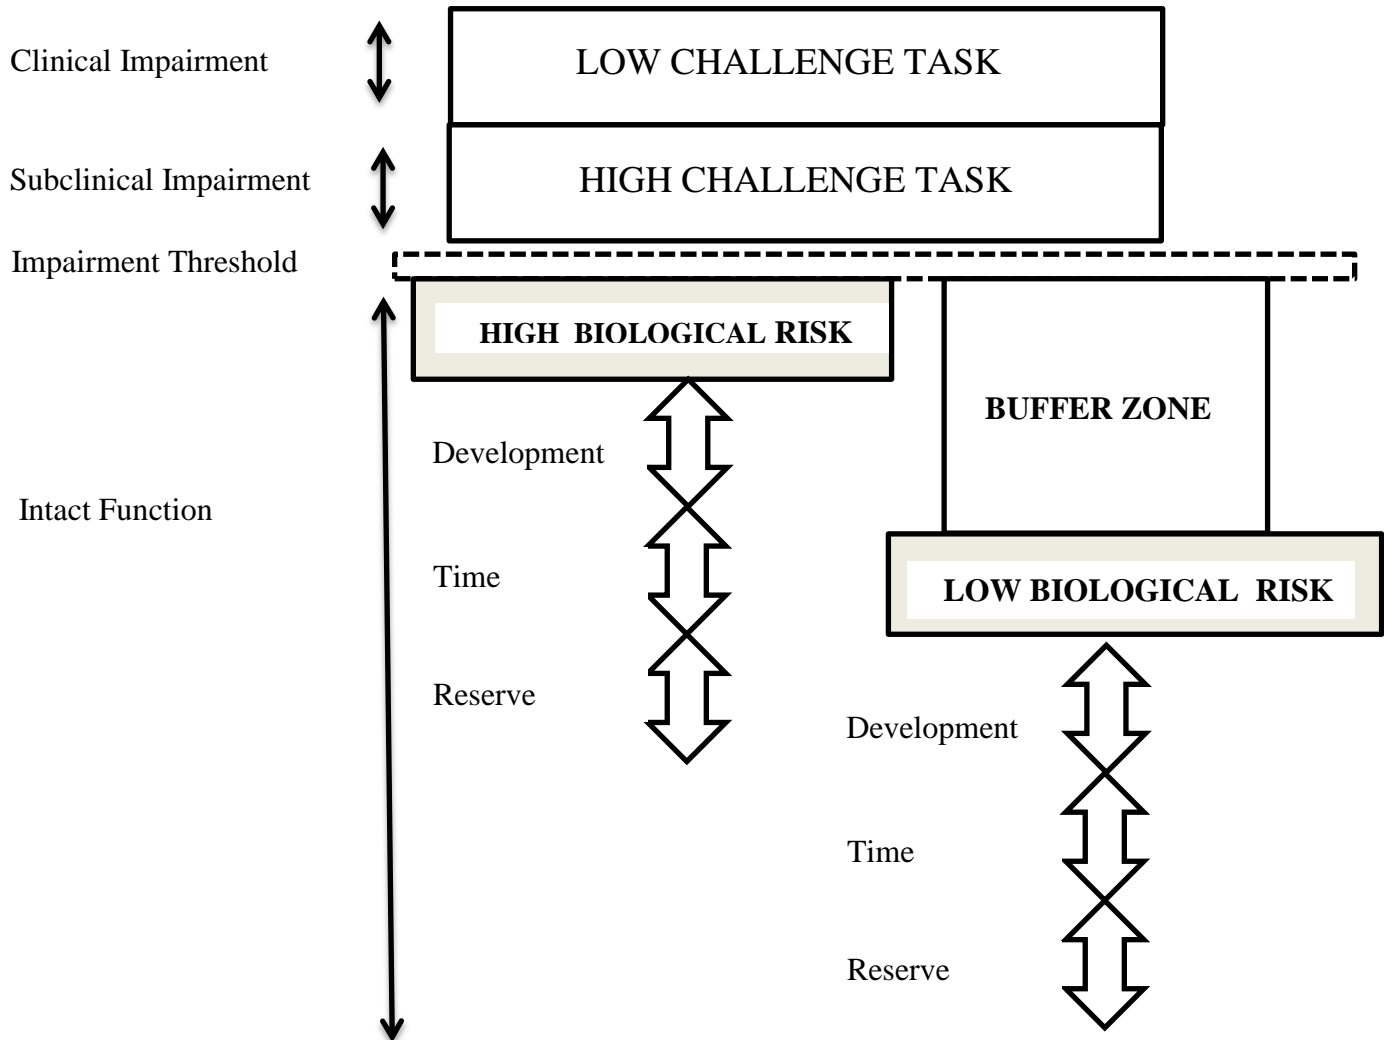 Clinical Impairment
LOW CHALLENGE TASK
Subclinical Impairment
HIGH CHALLENGE TASK
Impairment Threshold
HIGH BIOLOGICAL RISK
BUFFER ZONE
Development
Intact Function
Time
LOW BIOLOGICAL RISK
Reserve
Development
Time
Reserve